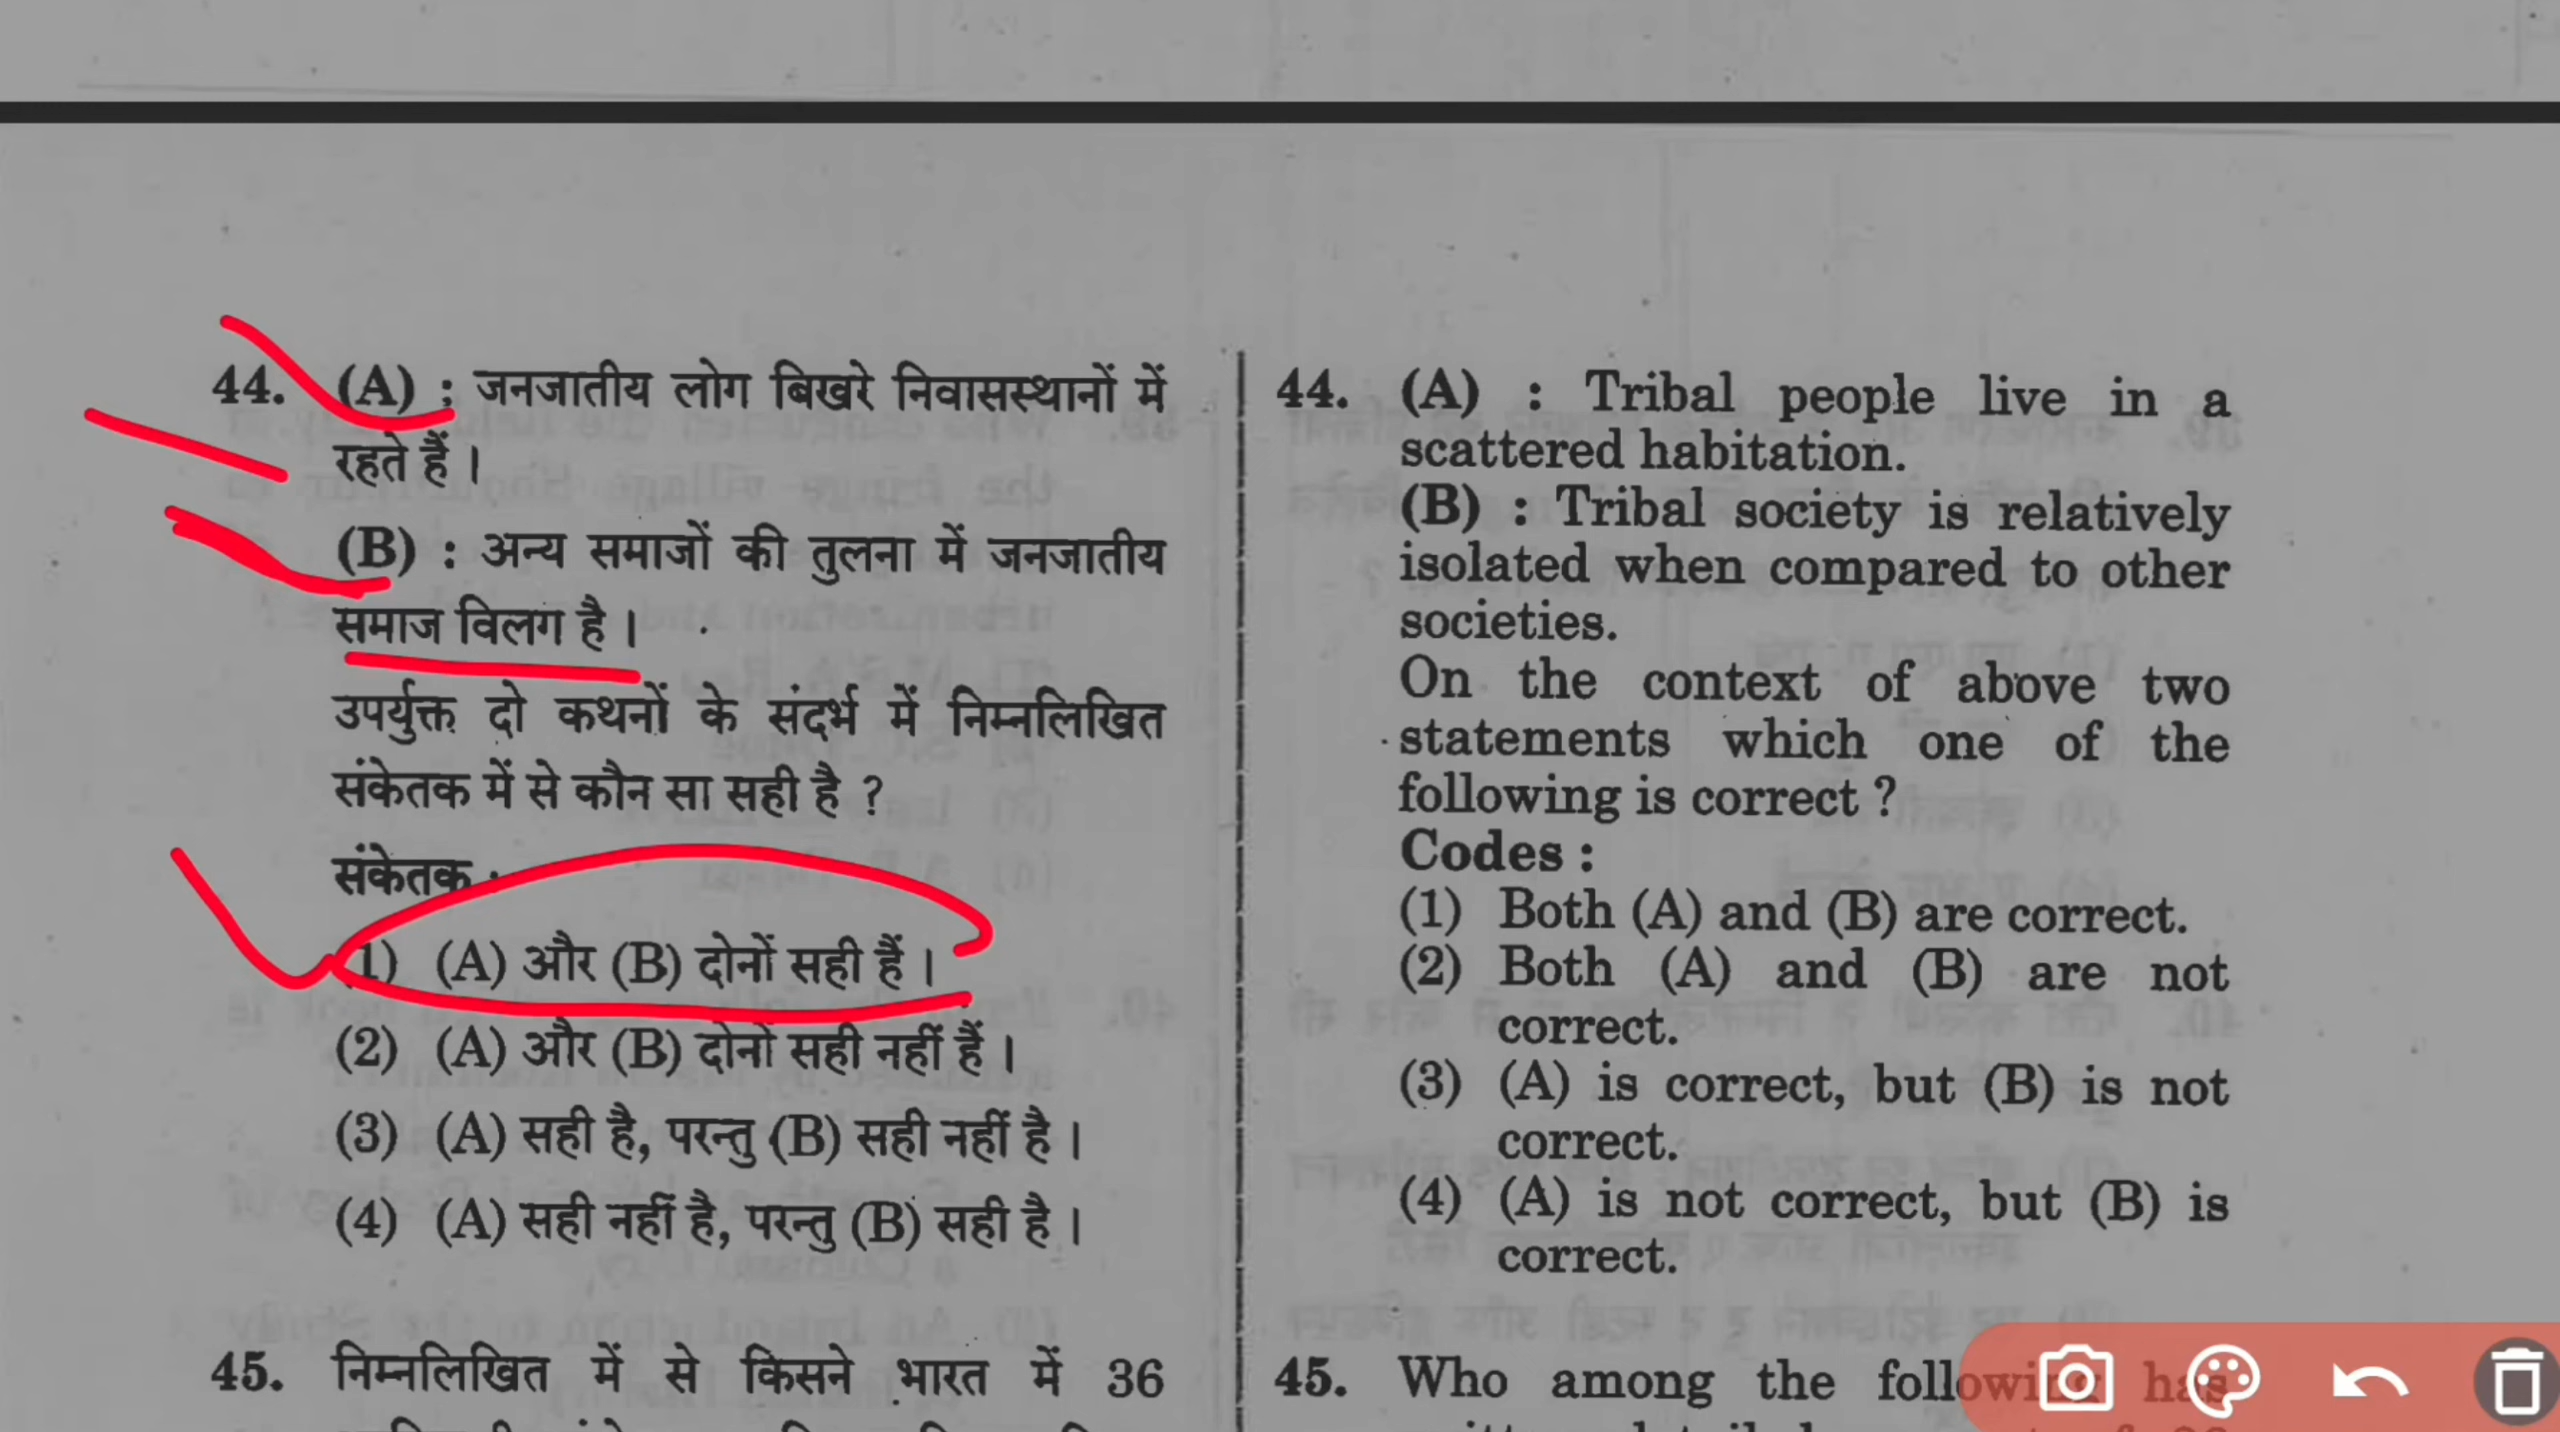 44. (A) : जनजातीय लोग बिखरे निवासस्थानों में
रहते हैं ।
(B) : अन्य समाजों की तुलना में जनजातीय
समाज विलग है ।
उपर्युक्त दो कथनों के संदर्भ में निम्नलिखित
संकेतक में से कौन सा सही है ?
संकेतक :
(1) (A) और (B) दोनों सही हैं ।
(2) (A) और (B) दोनों सही नहीं हैं ।
(3) (A) सही है, परन्तु (B) सही नहीं है ।
(4) (A) सही नहीं है, परन्तु (B) सही है ।
45. निम्नलिखित में से किसने भारत में 36
44. (A) : Tribal people live in a
scattered habitation.
(B) : Tribal society is relatively
isolated when compared to other
societies.
On the context of above two
statements which one of the
following is correct ?
Codes :
(1) Both (A) and (B) are correct.
(2) Both (A) and (B) are not
correct.
(3) (A) is correct, but (B) is not
correct.
(4) (A) is not correct, but (B) is
correct.
45. Who among the following has